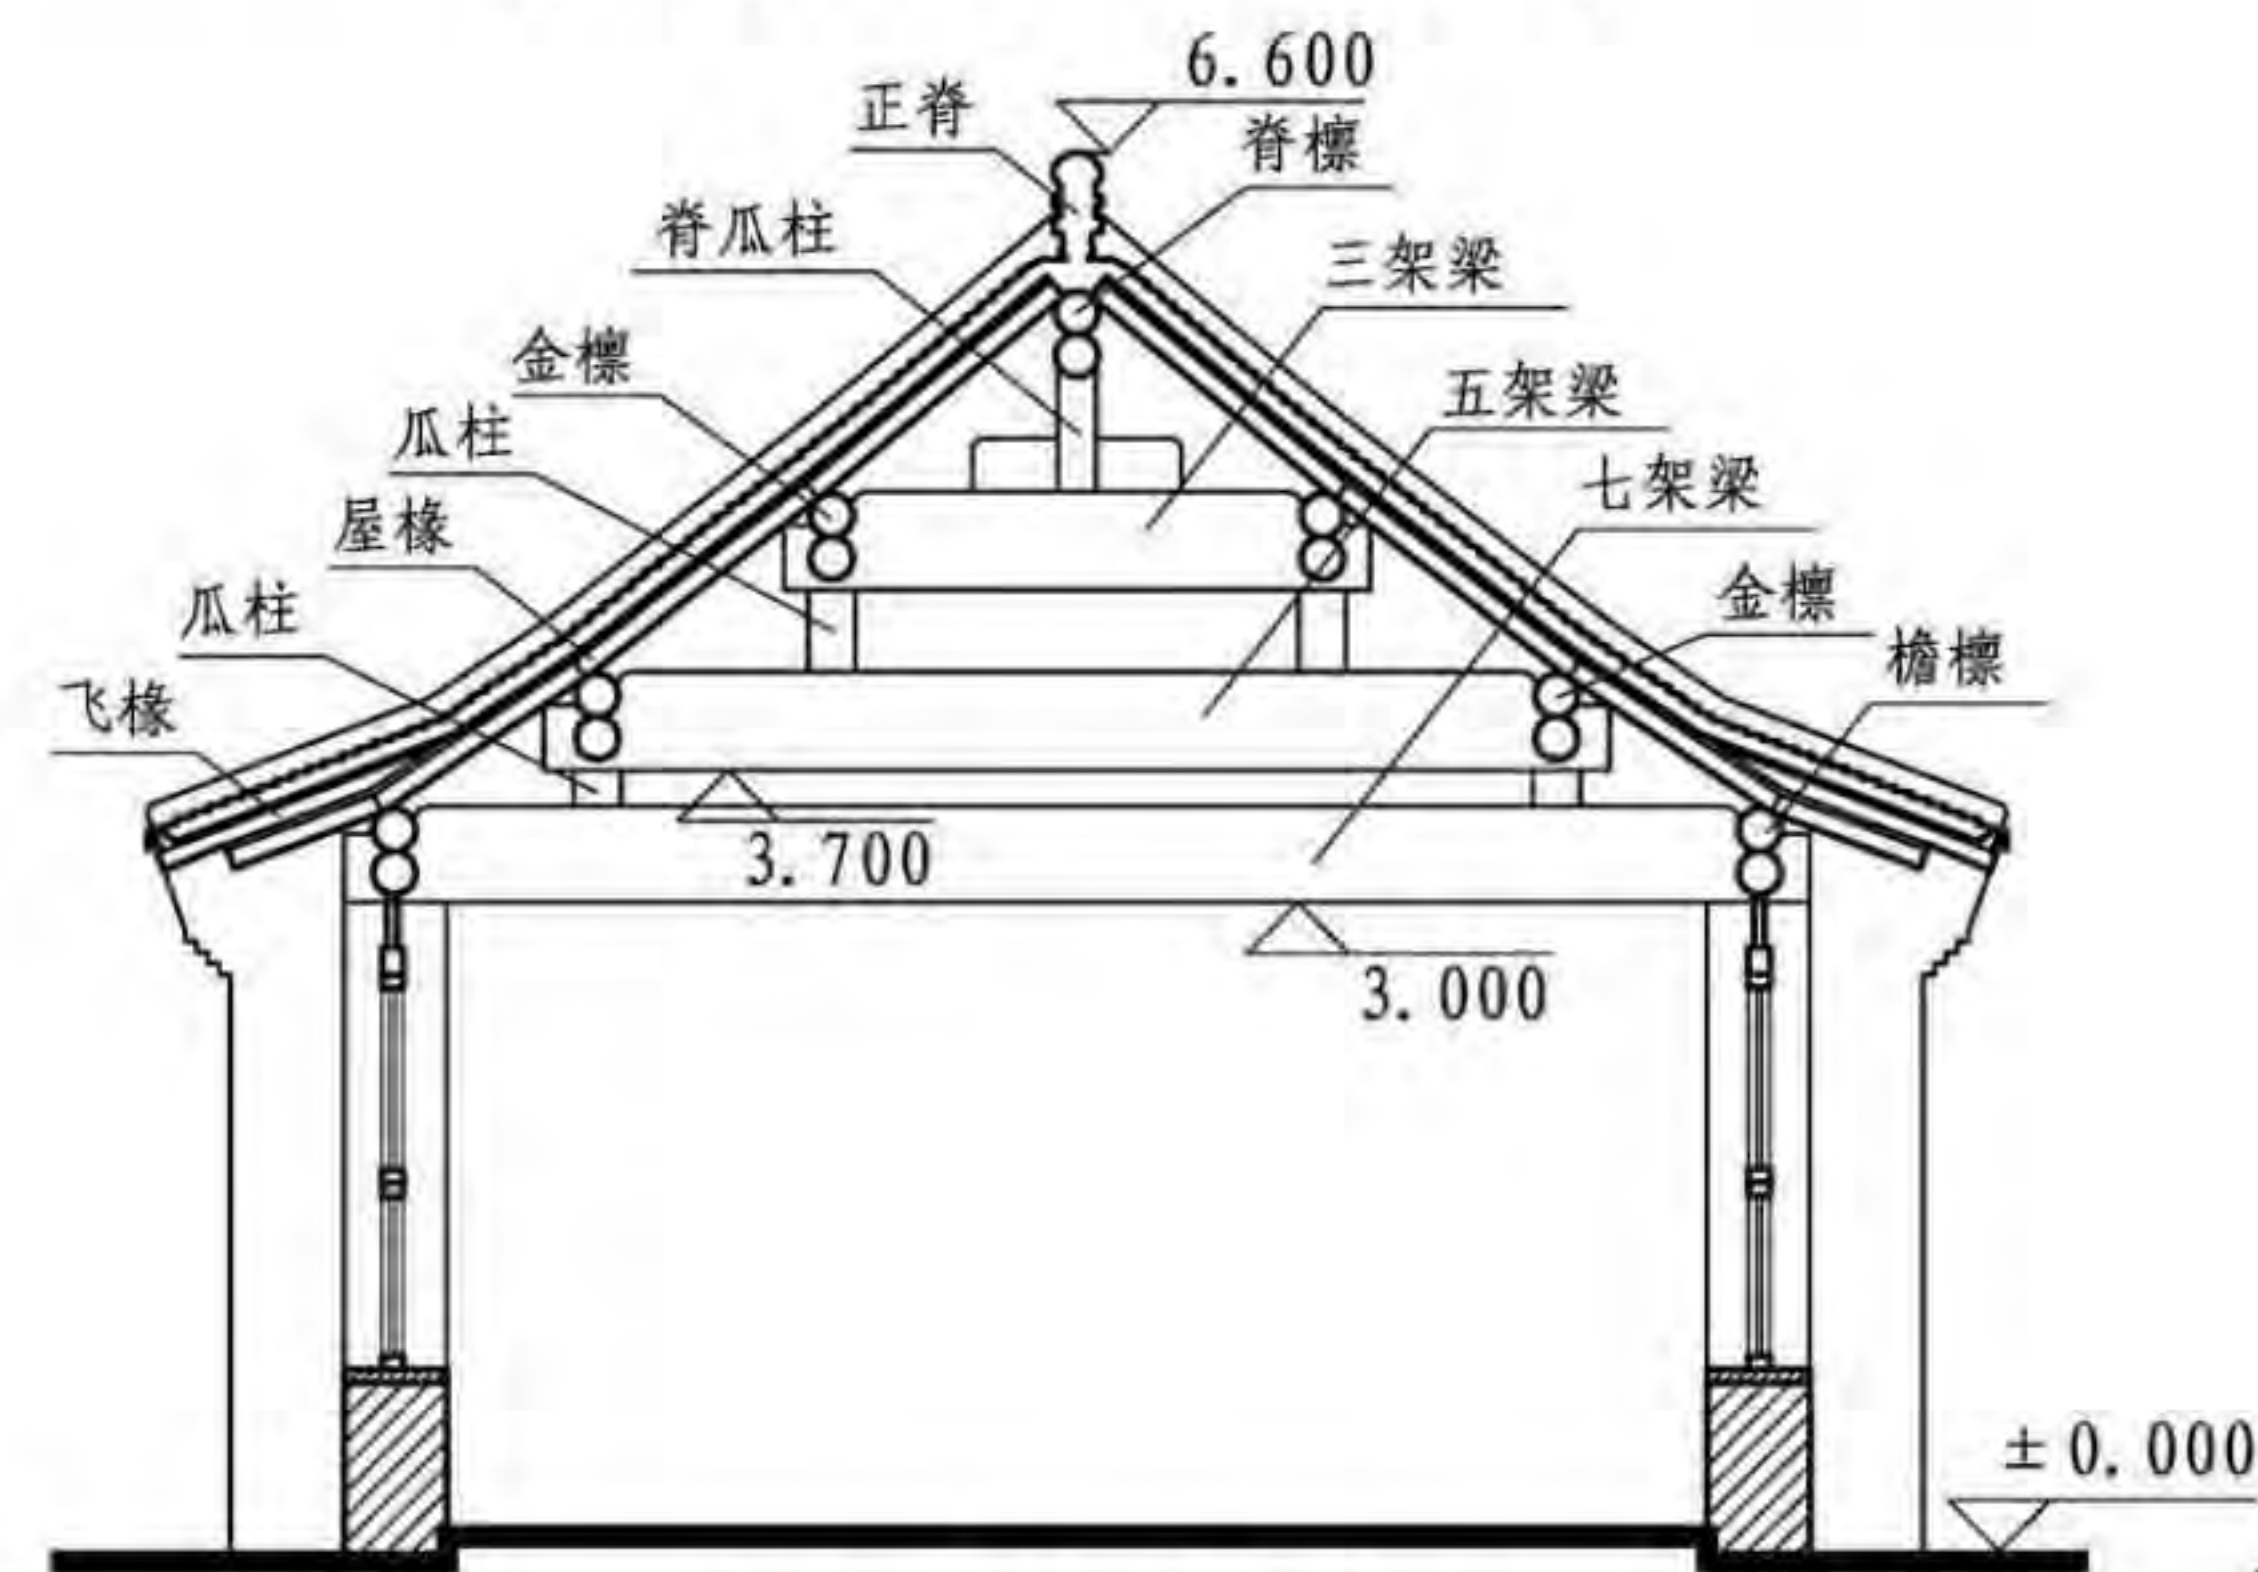 6.600
正脊
脊檩
脊瓜柱
三架梁
金檩
五架梁
瓜柱
七架梁
屋椽
金檩
瓜柱
檐檩
飞椽
3.700
3.000
±0.000